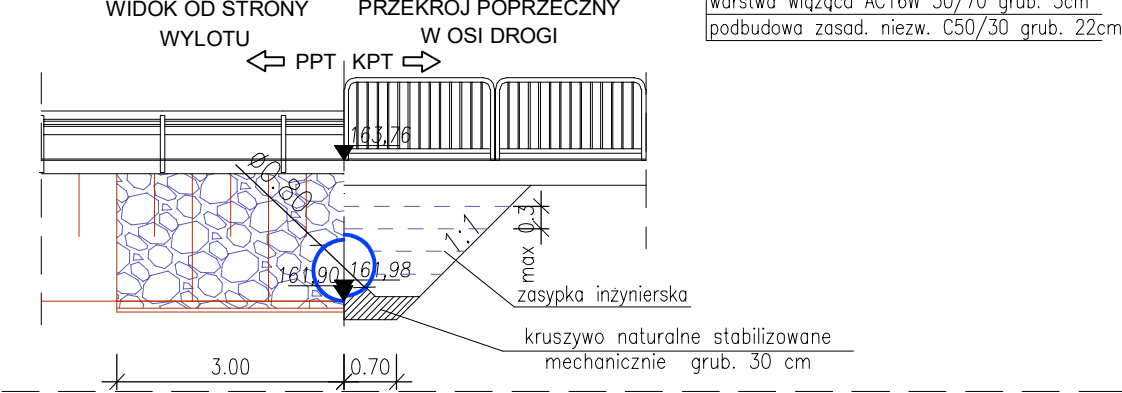 WIDOK OD STRONY
WYLOTU
PRZEKRÓJ POPRZECZNY
W OSI DROGI
PPT KPT
warstwa wiążąca AC16W 50/70 grub. 5cm
podbudowa zasad. niezw. C50/30 grub. 22cm
163,76
Ø0.80
1:1
max 0.3
161,90
161,98
zasypka inżynierska
kruszywo naturalne stabilizowane
mechanicznie grub. 30 cm
3.00
0.70